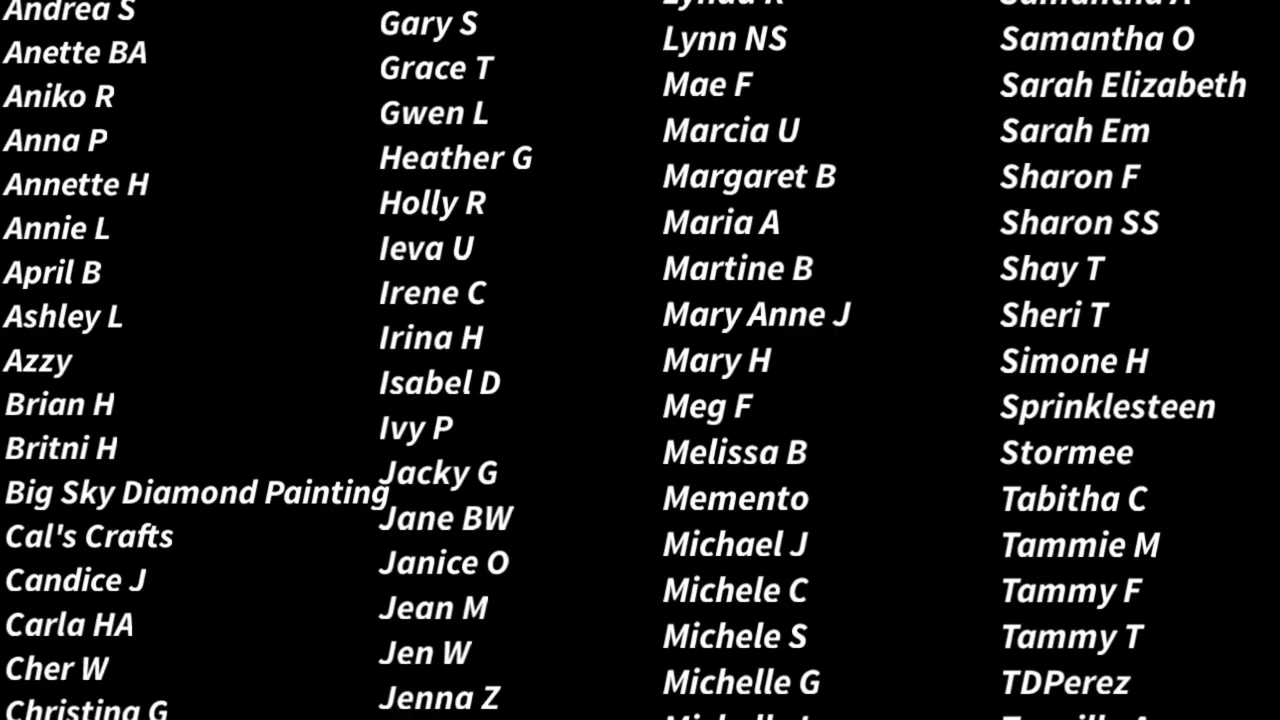 Andrea S
Anette BA
Aniko R
Anna P
Annette H
Annie L
April B
Ashley L
Azzy
Brian H
Britni H
Big Sky Diamond Painting
Cal's Crafts
Candice J
Carla HA
Cher W
Christina G
Gary S
Grace T
Gwen L
Heather G
Holly R
Ieva U
Irene C
Irina H
Isabel D
Ivy P
Jacky G
Jane BW
Janice O
Jean M
Jen W
Jenna Z
Lynn NS
Mae F
Marcia U
Margaret B
Maria A
Martine B
Mary Anne J
Mary H
Meg F
Melissa B
Memento
Michael J
Michele C
Michele S
Michelle G
Samantha O
Sarah Elizabeth
Sarah Em
Sharon F
Sharon SS
Shay T
Sheri T
Simone H
Sprinklesteen
Stormee
Tabitha C
Tammie M
Tammy F
Tammy T
TDPerez